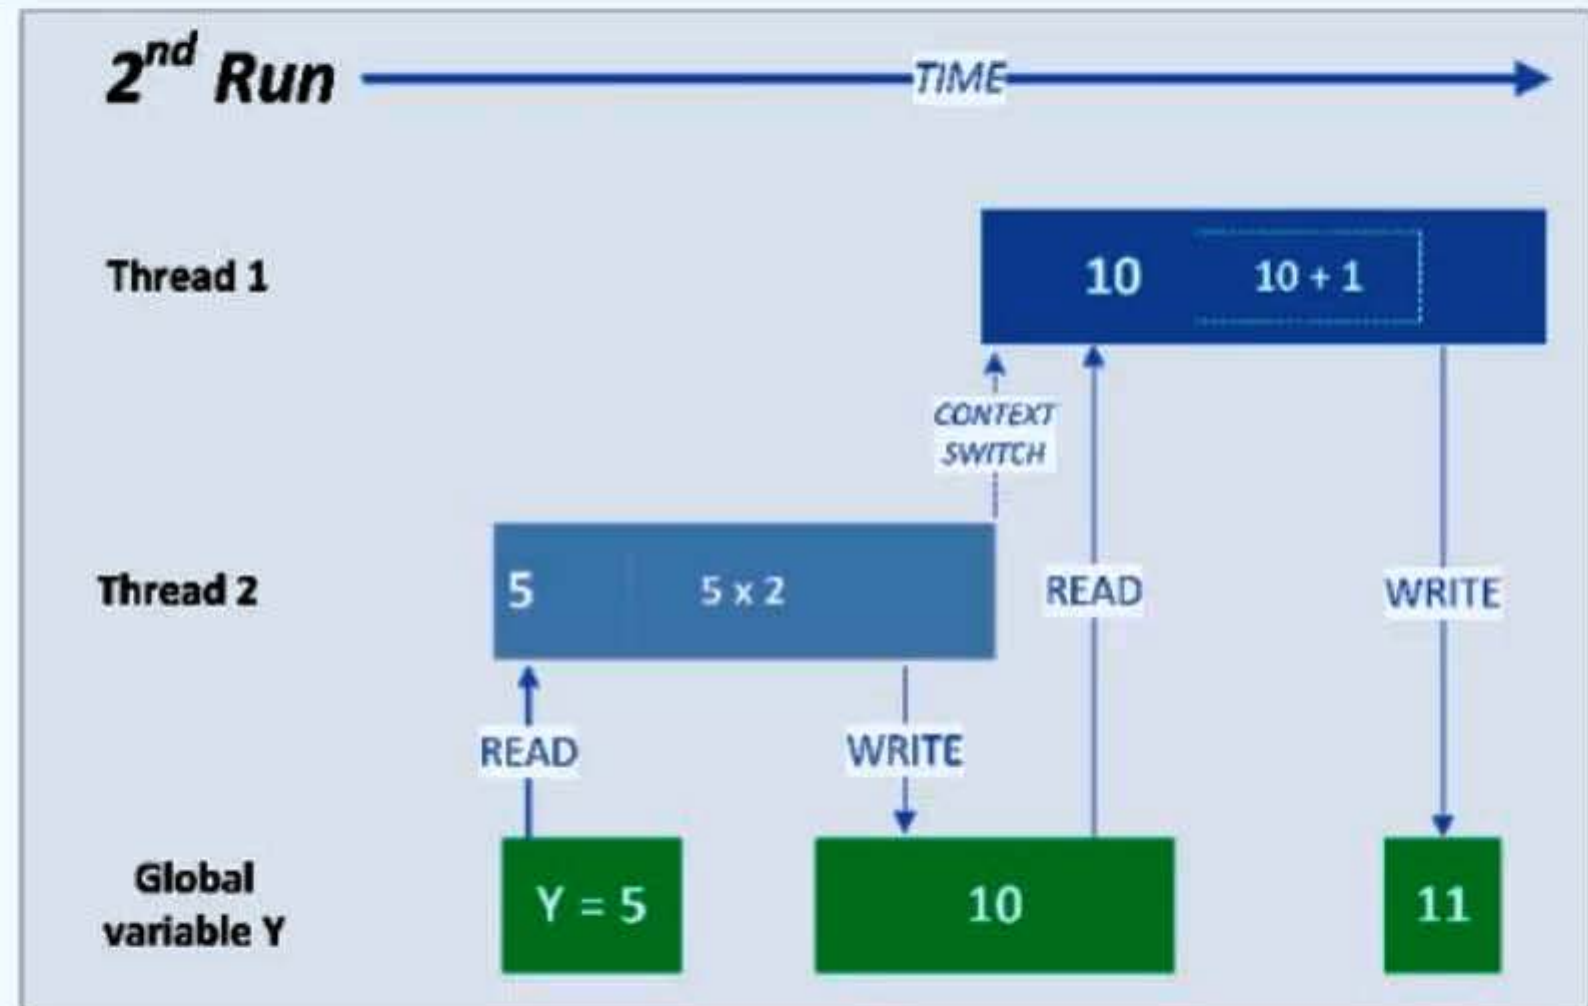 2nd Run
TIME
Thread 1
10
10 + 1
CONTEXT
SWITCH
Thread 2
5
5 x 2
READ
WRITE
READ
WRITE
Global
variable Y
Y = 5
10
11